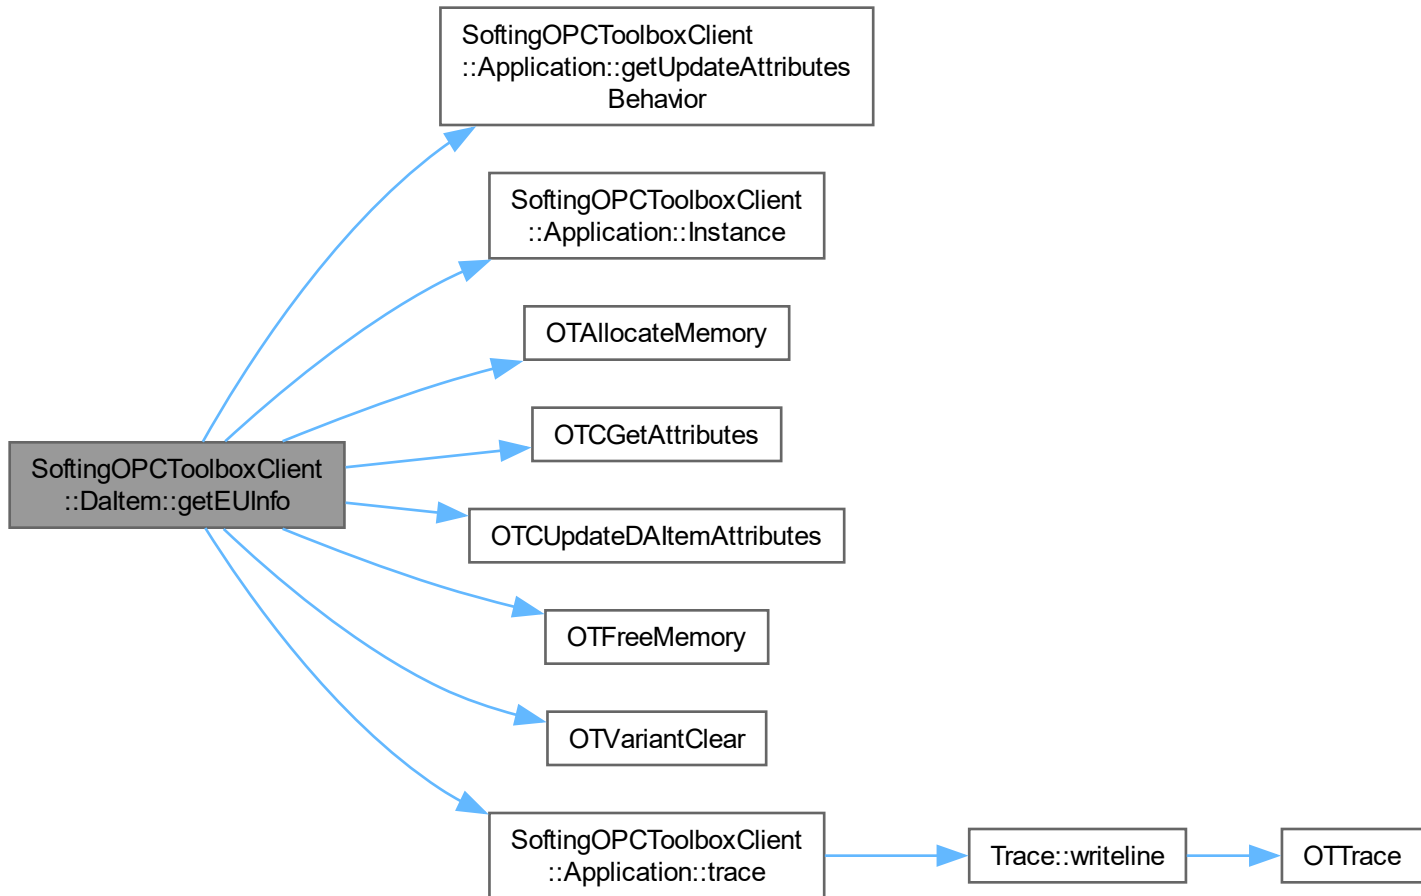 SoftingOPCToolboxClient
::Application::getUpdateAttributes
Behavior
SoftingOPCToolboxClient
::Application::Instance
OTAllocateMemory
OTCGetAttributes
SoftingOPCToolboxClient
::DaItem::getEUInfo
OTCUpdateDAItemAttributes
OTFreeMemory
OTVariantClear
SoftingOPCToolboxClient
::Application::trace
Trace::writeline
OTTrace